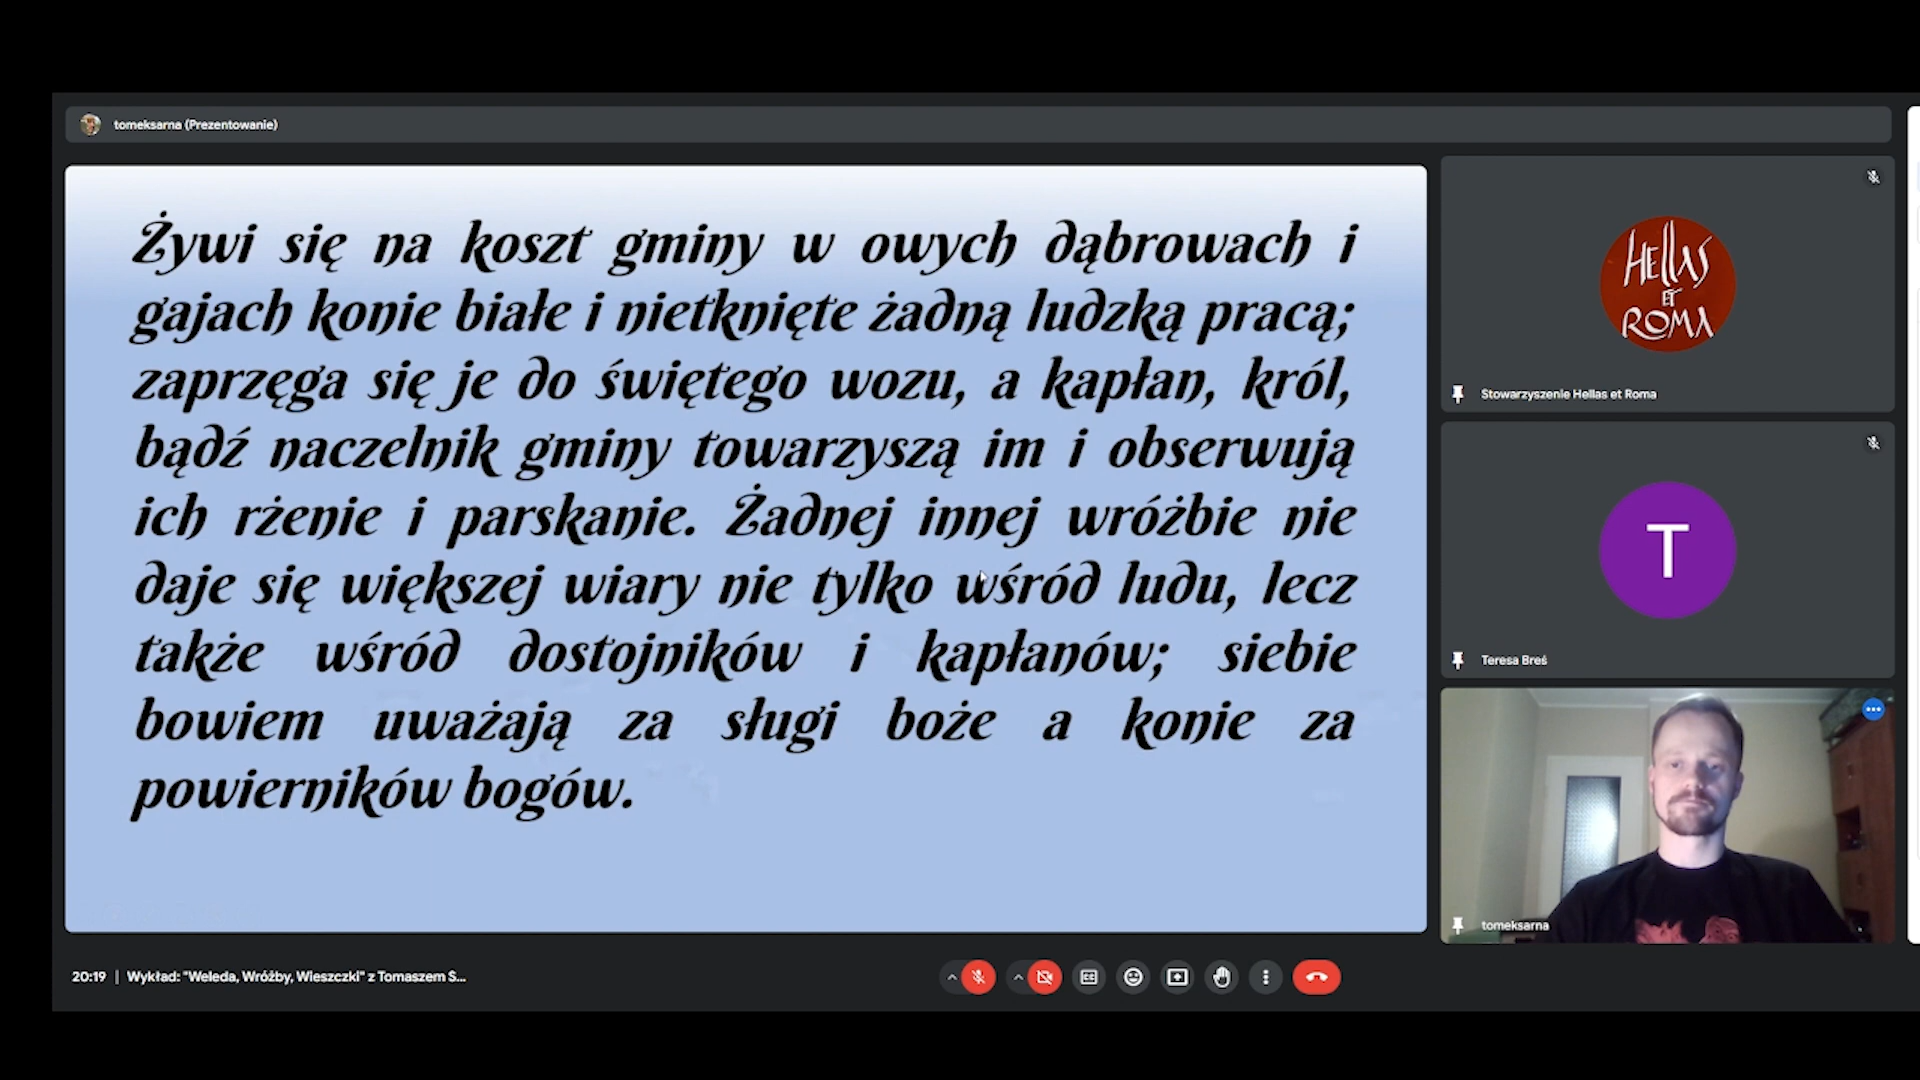 tomeksarna (Prezentowanie)
Żywi się na koszt gminy w owych dąbrowach i
gajach konie białe i nietknięte żadną ludzką pracą;
zaprzęga się je do świętego wozu, a kapłan, król,
bądź naczelnik gminy towarzyszą im i obserwują
ich rżenie i parskanie. Żadnej innej wróżbie nie
daje się większej wiary nie tylko wśród ludu, lecz
także wśród dostojników i kapłanów; siebie
bowiem uważają za sługi boże a konie za
powierników bogów.
HELLAS
ET
ROMA
Stowarzyszenie Hellas et Roma
T
Teresa Breś
tomeksarna
20:19 | Wykład: "Weleda, Wróżby, Wieszczki" z Tomaszem S...